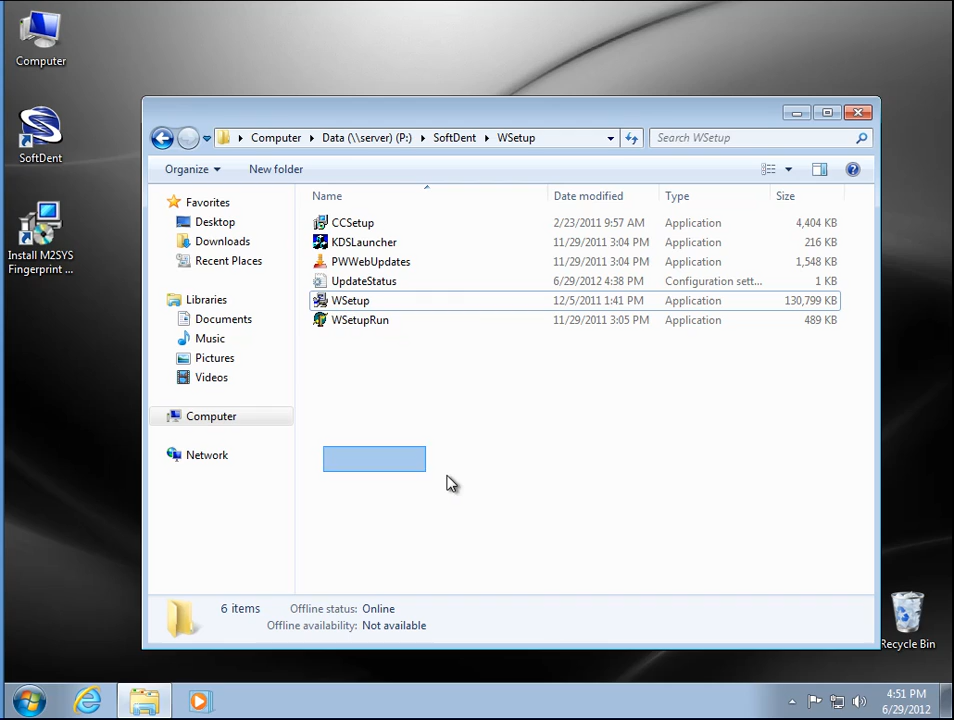 Computer
SoftDent
Install M2SYS
Fingerprint ...
Computer
Data (\\server) (P:)
SoftDent
WSetup
Search WSetup
Organize
New folder
Favorites
Desktop
Downloads
Recent Places
Libraries
Documents
Music
Pictures
Videos
Computer
Network
Name Date modified Type Size
CCSetup 2/23/2011 9:57 AM Application 4,404 KB
KDSLauncher 11/29/2011 3:04 PM Application 216 KB
PWWebUpdates 11/29/2011 3:04 PM Application 1,548 KB
UpdateStatus 6/29/2012 4:38 PM Configuration sett... 1 KB
WSetup 12/5/2011 1:41 PM Application 130,799 KB
WSetupRun 11/29/2011 3:05 PM Application 489 KB
6 items Offline status: Online
Offline availability: Not available
Recycle Bin
4:51 PM
6/29/2012